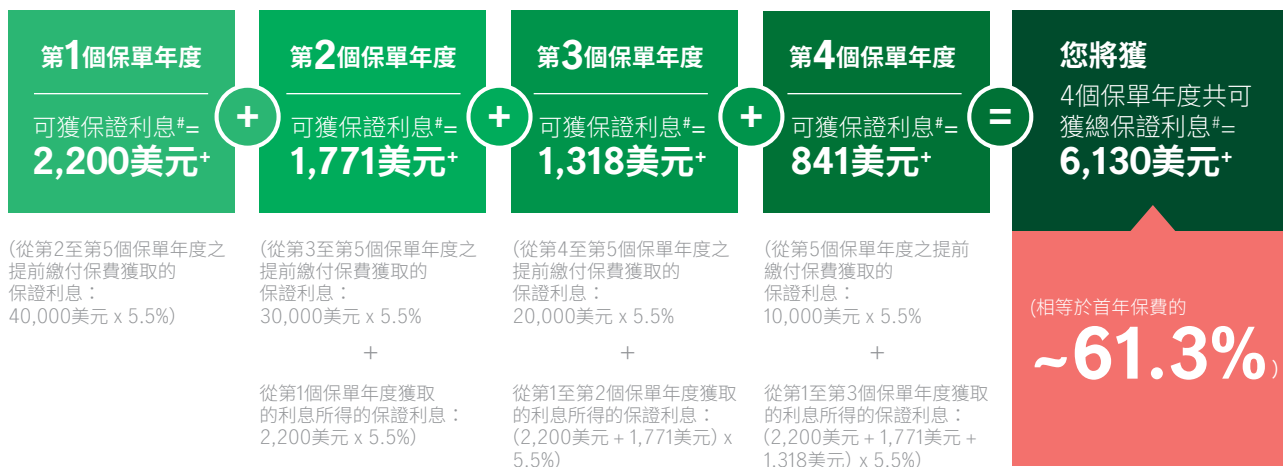 第1個保單年度
可獲保證利息#=
2,200美元+
(從第2至第5個保單年度之
提前繳付保費獲取的
保證利息：
40,000美元 x 5.5%)
+
第2個保單年度
可獲保證利息#=
1,771美元+
(從第3至第5個保單年度之
提前繳付保費獲取的
保證利息：
30,000美元 x 5.5%
+
從第1個保單年度獲取
的利息所得的保證利息：
2,200美元 x 5.5%)
+
第3個保單年度
可獲保證利息#=
1,318美元+
(從第4至第5個保單年度之
提前繳付保費獲取的
保證利息：
20,000美元 x 5.5%
+
從第1至第2個保單年度獲取
的利息所得的保證利息：
(2,200美元 + 1,771美元) x
5.5%)
+
第4個保單年度
可獲保證利息#=
841美元+
(從第5個保單年度之提前
繳付保費獲取的
保證利息：
10,000美元 x 5.5%
+
從第1至第3個保單年度獲取
的利息所得的保證利息：
(2,200美元 + 1,771美元 +
1,318美元) x 5.5%)
=
您將獲
4個保單年度共可
獲總保證利息#=
6,130美元+
(相等於首年保費的
~61.3%)